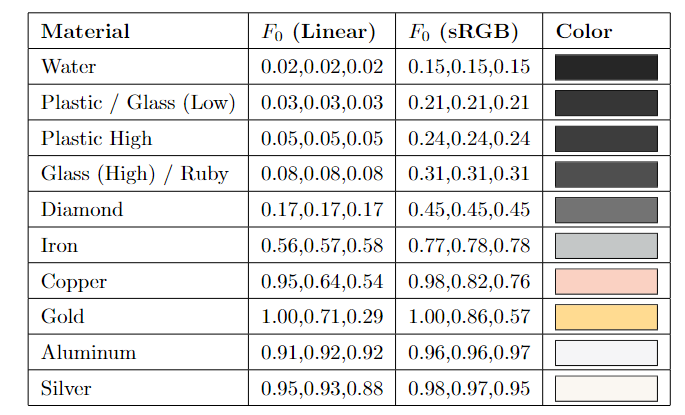 Material F0 (Linear) F0 (sRGB) Color
Water 0.02,0.02,0.02 0.15,0.15,0.15
Plastic / Glass (Low) 0.03,0.03,0.03 0.21,0.21,0.21
Plastic High 0.05,0.05,0.05 0.24,0.24,0.24
Glass (High) / Ruby 0.08,0.08,0.08 0.31,0.31,0.31
Diamond 0.17,0.17,0.17 0.45,0.45,0.45
Iron 0.56,0.57,0.58 0.77,0.78,0.78
Copper 0.95,0.64,0.54 0.98,0.82,0.76
Gold 1.00,0.71,0.29 1.00,0.86,0.57
Aluminum 0.91,0.92,0.92 0.96,0.96,0.97
Silver 0.95,0.93,0.88 0.98,0.97,0.95